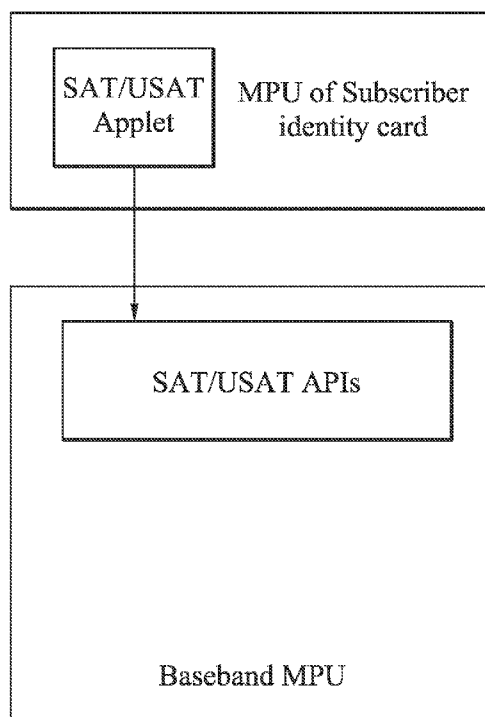 SAT/USAT
Applet
MPU of Subscriber
identity card
SAT/USAT APIs
Baseband MPU